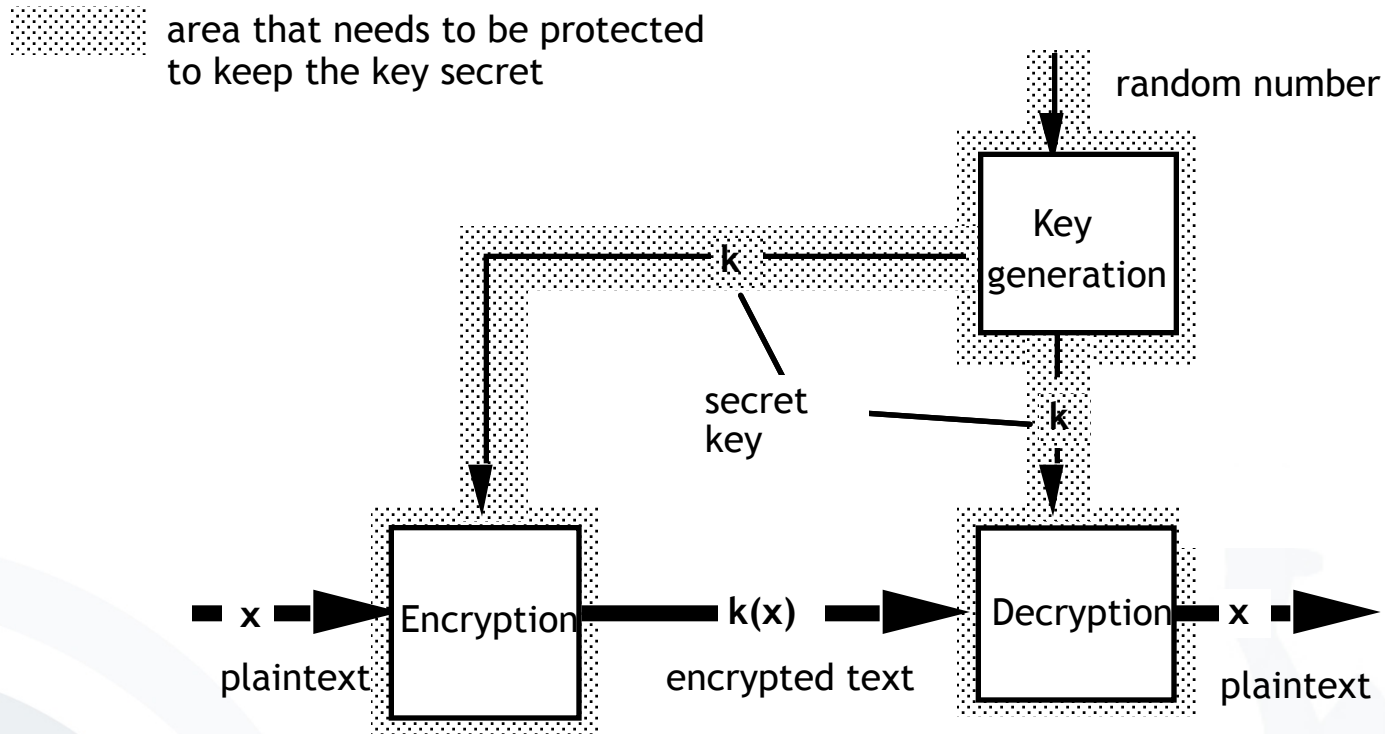 area that needs to be protected
to keep the key secret
random number
Key
generation
k
secret
key
k
x
Encryption
k(x)
Decryption
x
plaintext
encrypted text
plaintext